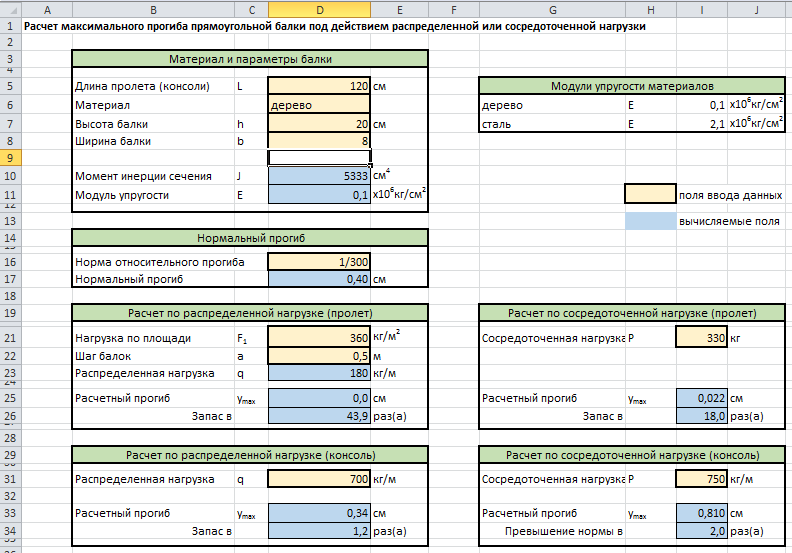 A B C D E F G H I J
1 Расчет максимального прогиба прямоугольной балки под действием распределенной или сосредоточенной нагрузки
2
3 Материал и параметры балки
4
5 Длина пролета (консоли) L 120 см Модули упругости материалов
6 Материал дерево дерево E 0,1 x10⁶кг/см²
7 Высота балки h 20 см сталь E 2,1 x10⁶кг/см²
8 Ширина балки b 8
9
10 Момент инерции сечения J 5333 см⁴
11 Модуль упругости E 0,1 x10⁶кг/см² поля ввода данных
12
13 вычисляемые поля
14 Нормальный прогиб
15
16 Норма относительного прогиба 1/300
17 Нормальный прогиб 0,40 см
18
19 Расчет по распределенной нагрузке (пролет) Расчет по сосредоточенной нагрузке (пролет)
21 Нагрузка по площади F₁ 360 кг/м² Сосредоточенная нагрузка P 330 кг
22 Шаг балок a 0,5 м
23 Распределенная нагрузка q 180 кг/м
24
25 Расчетный прогиб yₘₐₓ 0,0 см Расчетный прогиб yₘₐₓ 0,022 см
26 Запас в 43,9 раз(а) Запас в 18,0 раз(а)
28
29 Расчет по распределенной нагрузке (консоль) Расчет по сосредоточенной нагрузке (консоль)
31 Распределенная нагрузка q 700 кг/м Сосредоточенная нагрузка P 750 кг/м
32
33 Расчетный прогиб yₘₐₓ 0,34 см Расчетный прогиб yₘₐₓ 0,810 см
34 Запас в 1,2 раз(а) Превышение нормы в 2,0 раз(а)